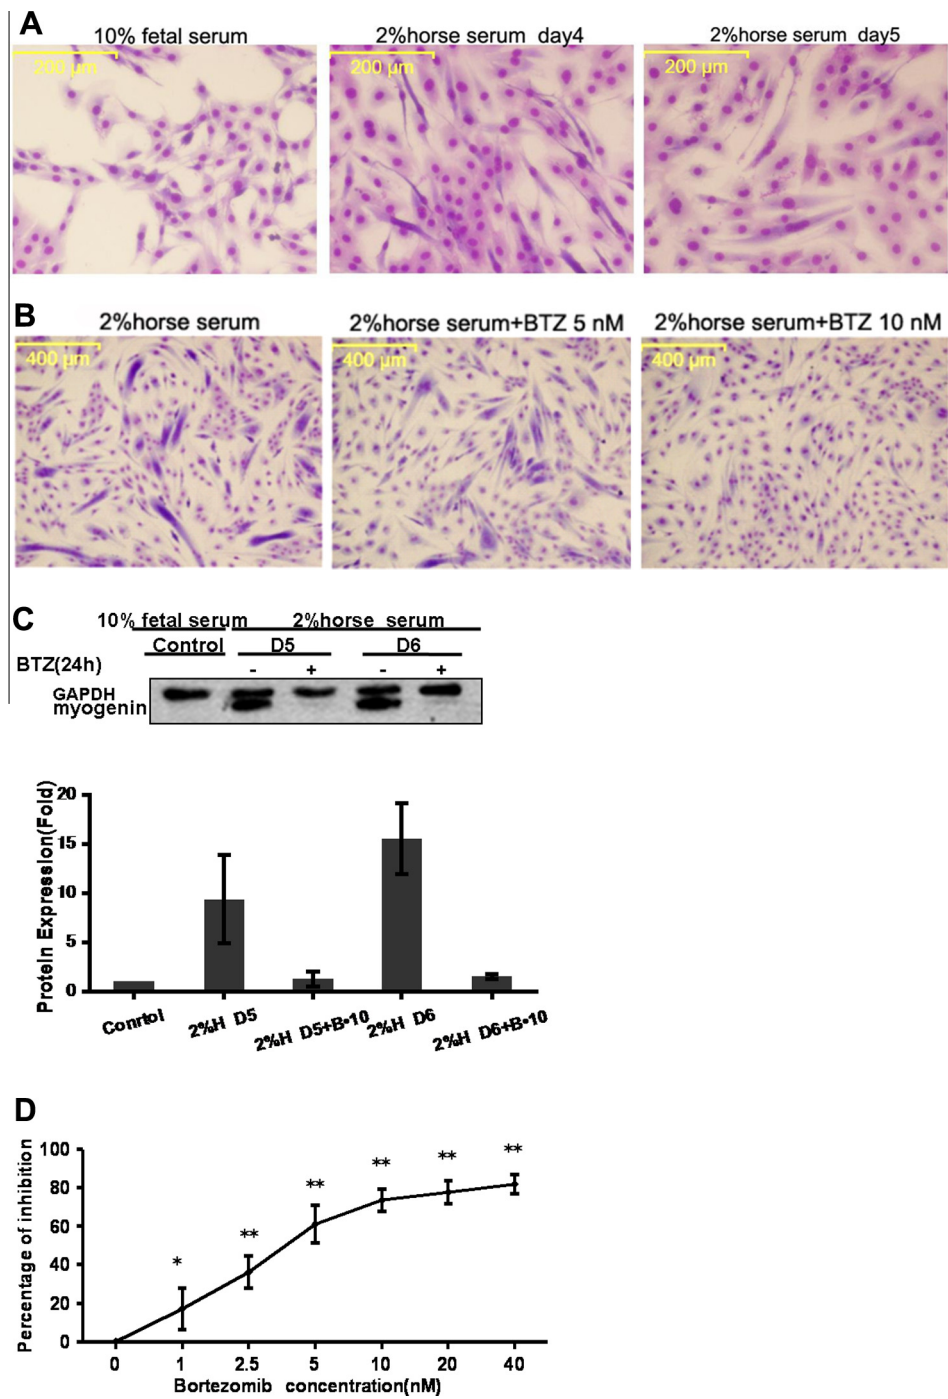 A
10% fetal serum
2%horse serum day4
2%horse serum day5
200 µm
200 µm
200 µm
B
2%horse serum
2%horse serum+BTZ 5 nM
2%horse serum+BTZ 10 nM
400 µm
400 µm
400 µm
C
10% fetal serum
2%horse serum
Control
D5
D6
BTZ(24h)
- + - +
GAPDH
myogenin
Protein Expression(Fold)
20
15
10
5
0
Conrtol
2%H D5
2%H D5+B•10
2%H D6
2%H D6+B•10
D
Percentage of inhibition
100
80
60
40
20
0
* ** ** ** ** **
0 1 2.5 5 10 20 40
Bortezomib concentration(nM)